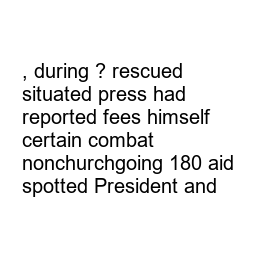 , during ? rescued
situated press had
reported fees himself
certain combat
nonchurchgoing 180 aid
spotted President and